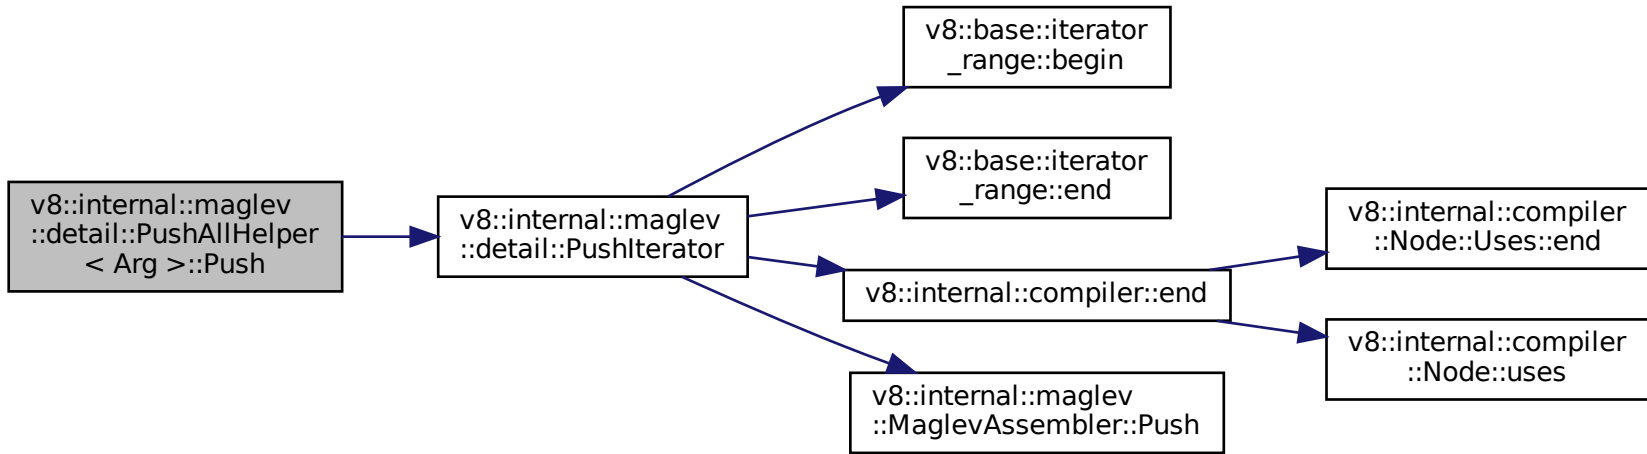 v8::internal::maglev
::detail::PushAllHelper
< Arg >::Push
v8::internal::maglev
::detail::PushIterator
v8::base::iterator
_range::begin
v8::base::iterator
_range::end
v8::internal::compiler::end
v8::internal::compiler
::Node::Uses::end
v8::internal::compiler
::Node::uses
v8::internal::maglev
::MaglevAssembler::Push